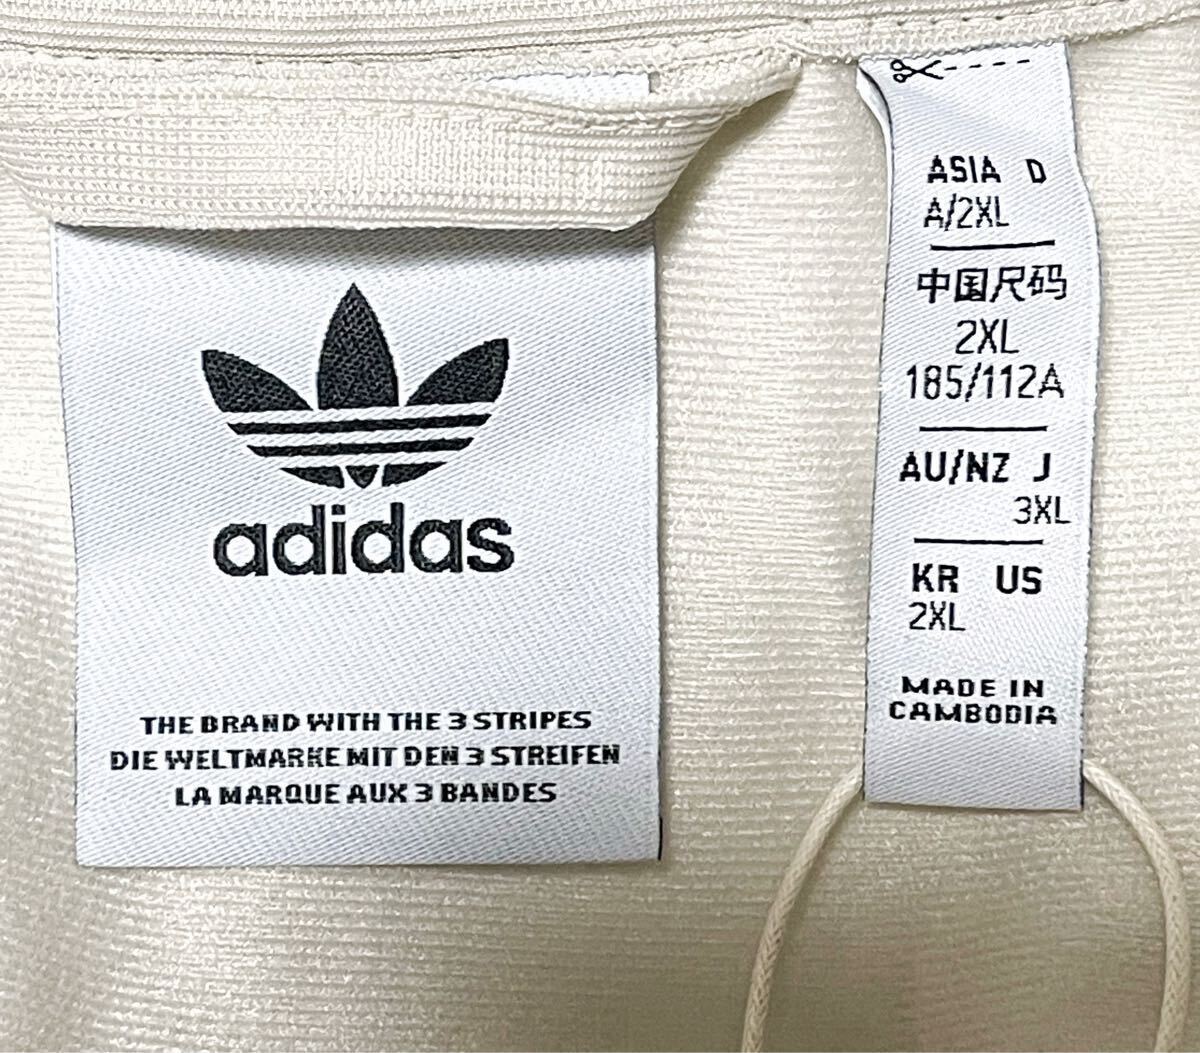 adidas
THE BRAND WITH THE 3 STRIPES
DIE WELTMARKE MIT DEN 3 STREIFEN
LA MARQUE AUX 3 BANDES
ASIA D
A/2XL
中国尺码
2XL
185/112A
AU/NZ J
3XL
KR US
2XL
MADE IN
CAMBODIA